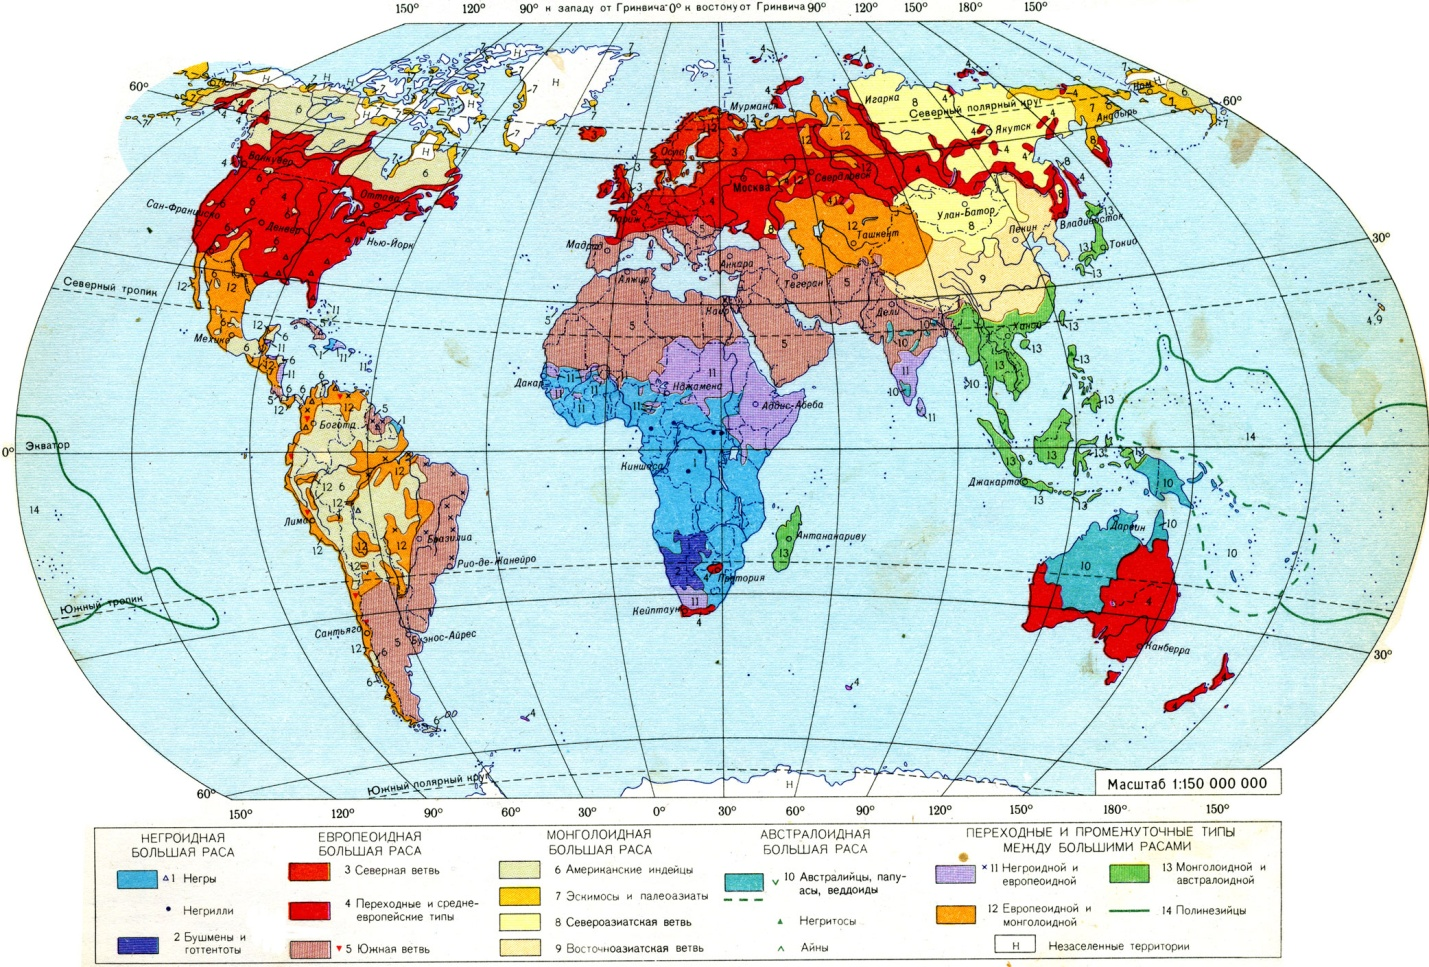 150° 120° 90° к западу от Гринвича 0° к востоку от Гринвича 90° 120° 150° 180° 150°
60°
Мурманск
Игарка
Северный полярный круг
60°
Анадырь
Якутск
Осло
Ванкувер
Москва
Свердловск
Оттава
Париж
Сан-Франциско
Денвер
Улан-Батор
Владивосток
Нью-Йорк
Мадрид
Ташкент
Пекин
Токио
30°
Анкара
Алжир
Тегеран
Северный тропик
Каир
Дели
Ханой
Мехико
Дакар
Нджамена
Аддис-Абеба
Богота
0° Экватор
Киншаса
Джакарта
Лима
Дарвин
Бразилиа
Антананариву
Рио-де-Жанейро
Претория
Южный тропик
Кейптаун
Сантьяго
Буэнос-Айрес
Канберра
30°
Южный полярный круг
Н
Масштаб 1:150 000 000
60°
150° 120° 90° 60° 30° 0° 30° 60° 90° 120° 150° 180° 150°
НЕГРОИДНАЯ
БОЛЬШАЯ РАСА
1 Негры
Негрилли
2 Бушмены и
готтентоты
ЕВРОПЕОИДНАЯ
БОЛЬШАЯ РАСА
3 Северная ветвь
4 Переходные и средне-
европейские типы
5 Южная ветвь
МОНГОЛОИДНАЯ
БОЛЬШАЯ РАСА
6 Американские индейцы
7 Эскимосы и палеоазиаты
8 Североазиатская ветвь
9 Восточноазиатская ветвь
АВСТРАЛОИДНАЯ
БОЛЬШАЯ РАСА
10 Австралийцы, папу-
асы, веддоиды
Негритосы
Айны
ПЕРЕХОДНЫЕ И ПРОМЕЖУТОЧНЫЕ ТИПЫ
МЕЖДУ БОЛЬШИМИ РАСАМИ
11 Негроидной и
европеоидной
12 Европеоидной и
монголоидной
13 Монголоидной и
австралоидной
14 Полинезийцы
Н Незаселенные территории